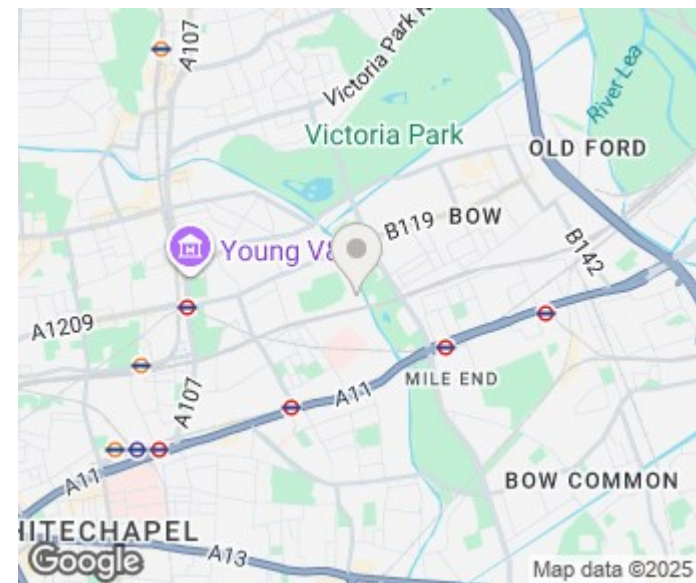 A107
Victoria Park R
River Lea
Victoria Park
OLD FORD
B119
BOW
Young V&
B142
A1209
MILE END
A107
A11
A11
BOW COMMON
HITECHAPEL
A13
Google
Map data ©2025